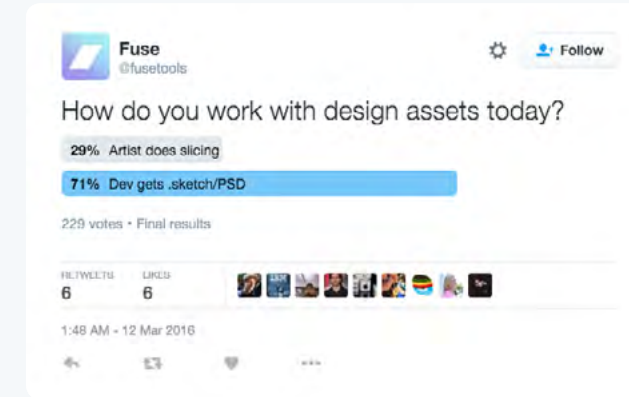 Fuse
@fusetools
Follow
How do you work with design assets today?
29% Artist does slicing
71% Dev gets .sketch/PSD
229 votes • Final results
RETWEETS LIKES
6 6
1:48 AM - 12 Mar 2016